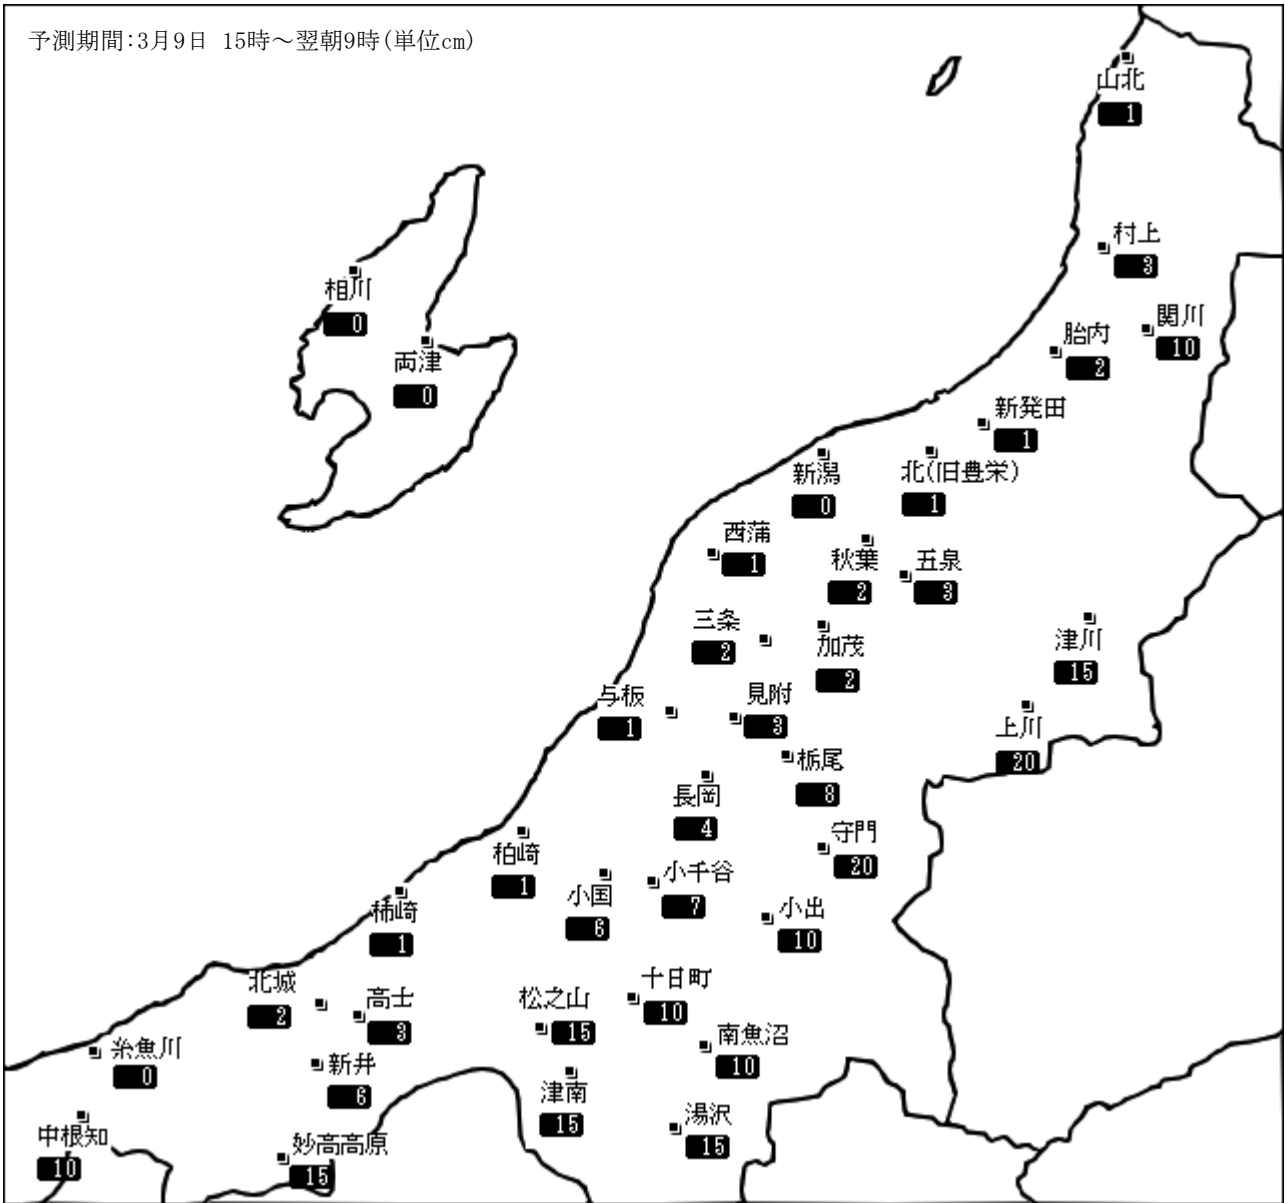 予測期間:3月9日 15時～翌朝9時(単位cm)
山北
1
村上
3
相川
0
関川
10
胎内
2
両津
0
新発田
1
新潟
0
北(旧豊栄)
1
西蒲
1
秋葉
2
五泉
3
三条
2
加茂
2
津川
15
与板
1
見附
3
上川
20
栃尾
8
長岡
4
守門
20
柏崎
1
小国
6
小千谷
7
小出
10
柿崎
1
北城
2
高士
3
松之山
15
十日町
10
南魚沼
10
糸魚川
0
新井
6
津南
15
湯沢
15
中根知
10
妙高高原
15